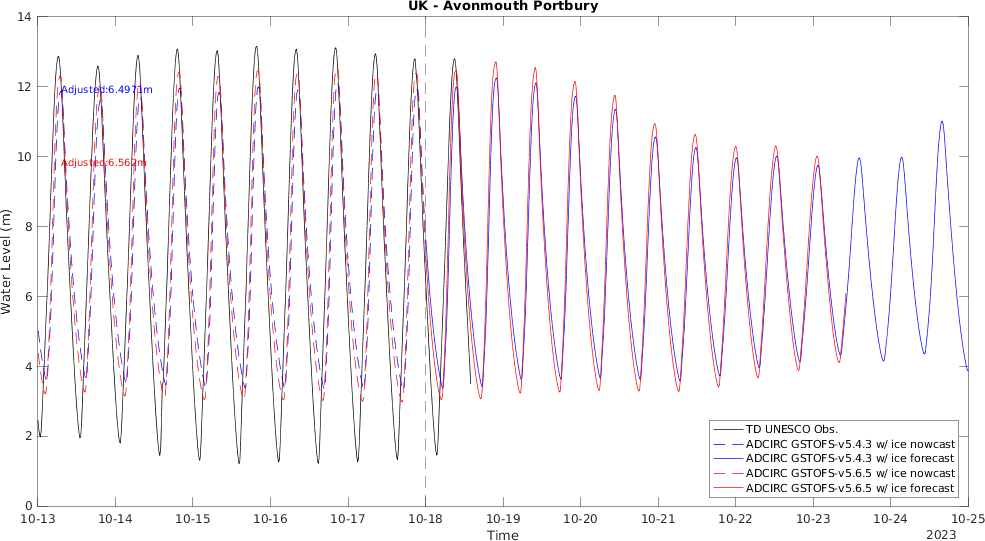 UK - Avonmouth Portbury
14
12
10
8
6
4
2
0
Water Level (m)
Adjusted:6.4971m
Adjusted:6.562m
TD UNESCO Obs.
ADCIRC GSTOFS-v5.4.3 w/ ice nowcast
ADCIRC GSTOFS-v5.4.3 w/ ice forecast
ADCIRC GSTOFS-v5.6.5 w/ ice nowcast
ADCIRC GSTOFS-v5.6.5 w/ ice forecast
10-13 10-14 10-15 10-16 10-17 10-18 10-19 10-20 10-21 10-22 10-23 10-24 10-25
Time
2023